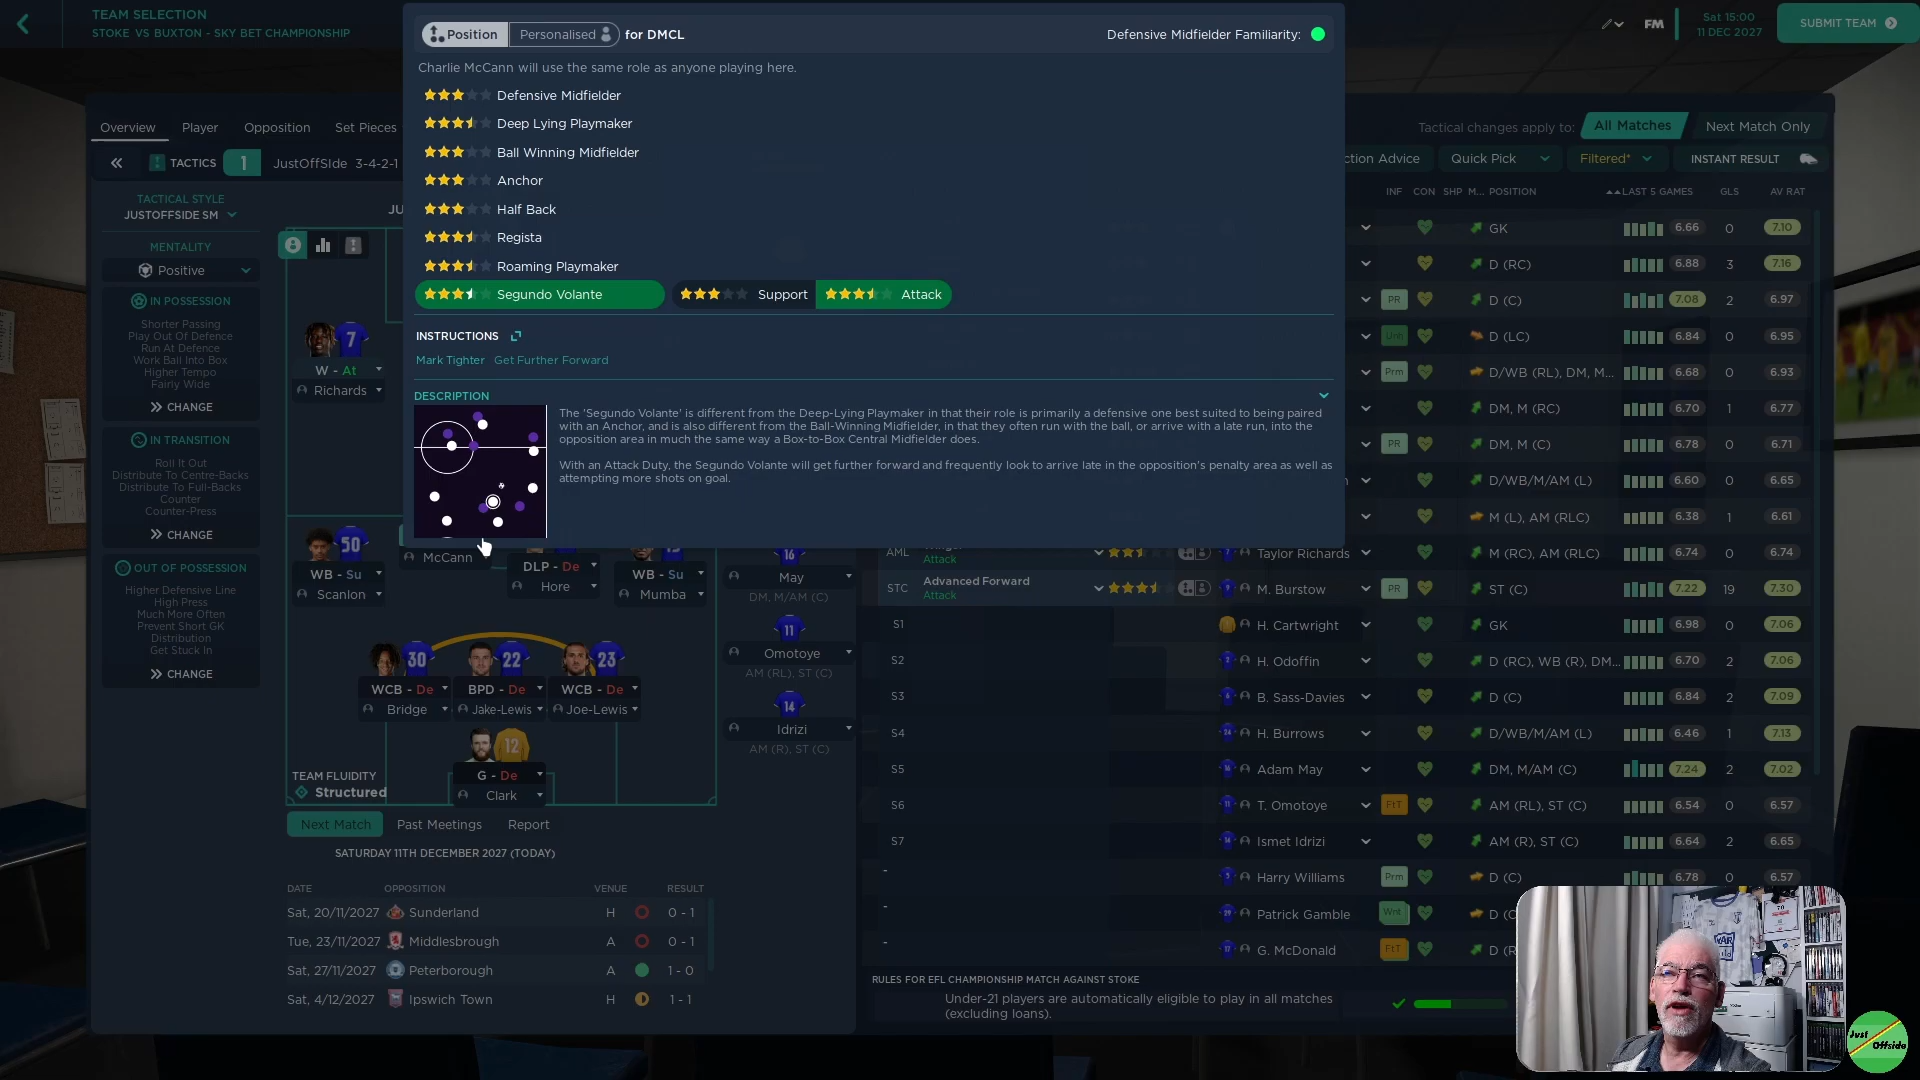 TEAM SELECTION
STOKE VS BUXTON - SKY BET CHAMPIONSHIP
FM
Sat 15:00
11 DEC 2027
SUBMIT TEAM
Position
Personalised
for DMCL
Defensive Midfielder Familiarity:
Charlie McCann will use the same role as anyone playing here.
Defensive Midfielder
Deep Lying Playmaker
Ball Winning Midfielder
Anchor
Half Back
Regista
Roaming Playmaker
Segundo Volante
Support
Attack
INSTRUCTIONS
Mark Tighter
Get Further Forward
DESCRIPTION
The 'Segundo Volante' is different from the Deep-Lying Playmaker in that their role is primarily a defensive one best suited to being paired
with an Anchor, and is also different from the Ball-Winning Midfielder, in that they often run with the ball, or arrive with a late run, into the
opposition area in much the same way a Box-to-Box Central Midfielder does.
With an Attack Duty, the Segundo Volante will get further forward and frequently look to arrive late in the opposition's penalty area as well as
attempting more shots on goal.
Overview
Player
Opposition
Set Pieces
TACTICS
1
JustOffSIde 3-4-2-1
TACTICAL STYLE
JUSTOFFSIDE SM
MENTALITY
Positive
IN POSSESSION
Shorter Passing
Play Out Of Defence
Run At Defence
Work Ball Into Box
Higher Tempo
Fairly Wide
CHANGE
IN TRANSITION
Roll It Out
Distribute To Centre-Backs
Distribute To Full-Backs
Counter
Counter-Press
CHANGE
OUT OF POSSESSION
Higher Defensive Line
High Press
Much More Often
Prevent Short GK
Distribution
Get Stuck In
CHANGE
JU
7
W - At
Richards
50
WB - Su
Scanlon
McCann
DLP - De
Hore
WB - Su
Mumba
30
WCB - De
Bridge
22
BPD - De
Jake-Lewis
23
WCB - De
Joe-Lewis
12
G - De
Clark
TEAM FLUIDITY
Structured
16
May
DM, M/AM (C)
11
Omotoye
AM (RL), ST (C)
14
Idrizi
AM (R), ST (C)
Next Match
Past Meetings
Report
SATURDAY 11TH DECEMBER 2027 (TODAY)
DATE OPPOSITION VENUE RESULT
Sat, 20/11/2027 Sunderland H 0 - 1
Tue, 23/11/2027 Middlesbrough A 0 - 1
Sat, 27/11/2027 Peterborough A 1 - 0
Sat, 4/12/2027 Ipswich Town H 1 - 1
Tactical changes apply to:
All Matches
Next Match Only
ction Advice
Quick Pick
Filtered*
INSTANT RESULT
INF CON SHP M... POSITION LAST 5 GAMES GLS AV RAT
GK 6.66 0 7.10
D (RC) 6.88 3 7.16
PR D (C) 7.08 2 6.97
Unh D (LC) 6.84 0 6.95
Prm D/WB (RL), DM, M... 6.68 0 6.93
DM, M (RC) 6.70 1 6.77
PR DM, M (C) 6.78 0 6.71
D/WB/M/AM (L) 6.60 0 6.65
M (L), AM (RLC) 6.38 1 6.61
AML Attack Taylor Richards M (RC), AM (RLC) 6.74 0 6.74
STC Advanced Forward Attack M. Burstow PR ST (C) 7.22 19 7.30
S1 H. Cartwright GK 6.98 0 7.06
S2 H. Odoffin D (RC), WB (R), DM... 6.70 2 7.06
S3 B. Sass-Davies D (C) 6.84 2 7.09
S4 H. Burrows D/WB/M/AM (L) 6.46 1 7.13
S5 Adam May DM, M/AM (C) 7.24 2 7.02
S6 T. Omotoye FtT AM (RL), ST (C) 6.54 0 6.57
S7 Ismet Idrizi AM (R), ST (C) 6.64 2 6.65
- Harry Williams Prm D (C) 6.78 0 6.57
- Patrick Gamble Wnt D (C
- G. McDonald FtT D (R
RULES FOR EFL CHAMPIONSHIP MATCH AGAINST STOKE
Under-21 players are automatically eligible to play in all matches
(excluding loans).
Just
Offside